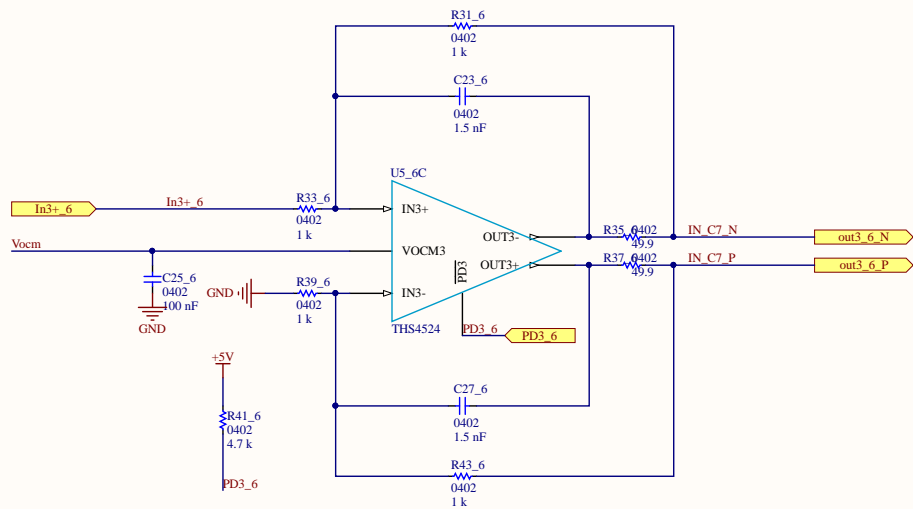 R31_6
0402
1 k
C23_6
0402
1.5 nF
U5_6C
In3+_6
In3+_6
R33_6
0402
1 k
IN3+
Vocm
VOCM3
OUT3-
OUT3+
PD3
R35_6
0402
49.9
IN_C7_N
out3_6_N
R37_6
0402
49.9
IN_C7_P
out3_6_P
C25_6
0402
100 nF
GND
GND
R39_6
0402
1 k
IN3-
THS4524
PD3_6
PD3_6
+5V
R41_6
0402
4.7 k
PD3_6
C27_6
0402
1.5 nF
R43_6
0402
1 k